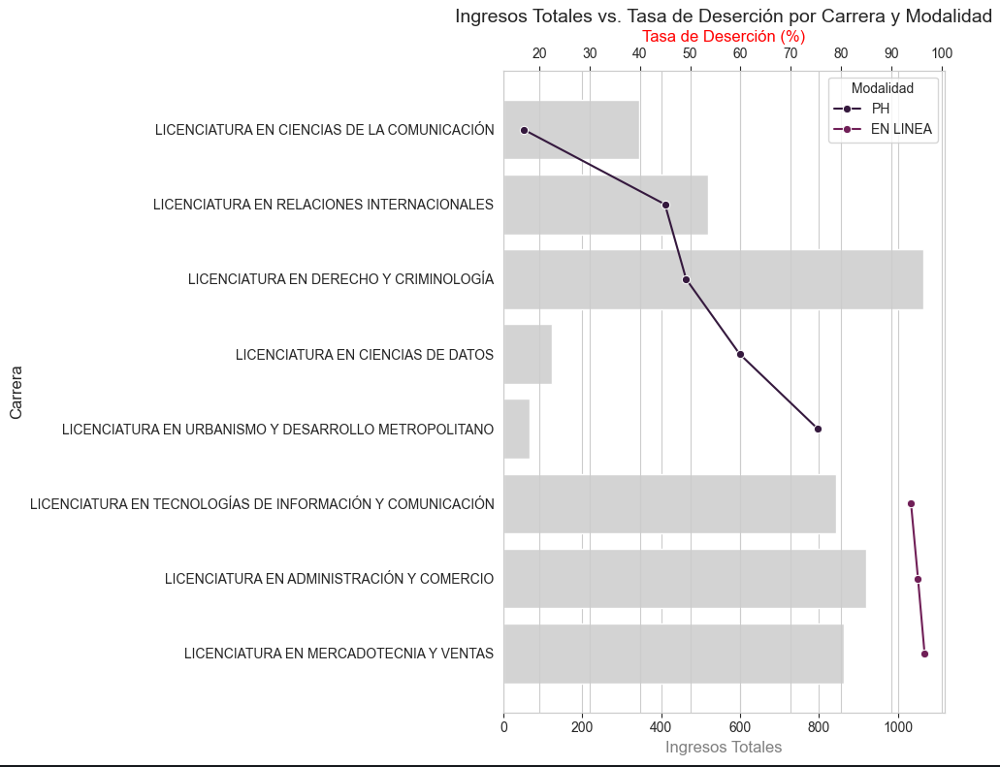 Ingresos Totales vs. Tasa de Deserción por Carrera y Modalidad
Tasa de Deserción (%)
20 30 40 50 60 70 80 90 100
Modalidad
PH
EN LINEA
LICENCIATURA EN CIENCIAS DE LA COMUNICACIÓN
LICENCIATURA EN RELACIONES INTERNACIONALES
LICENCIATURA EN DERECHO Y CRIMINOLOGÍA
LICENCIATURA EN CIENCIAS DE DATOS
Carrera
LICENCIATURA EN URBANISMO Y DESARROLLO METROPOLITANO
LICENCIATURA EN TECNOLOGÍAS DE INFORMACIÓN Y COMUNICACIÓN
LICENCIATURA EN ADMINISTRACIÓN Y COMERCIO
LICENCIATURA EN MERCADOTECNIA Y VENTAS
0 200 400 600 800 1000
Ingresos Totales